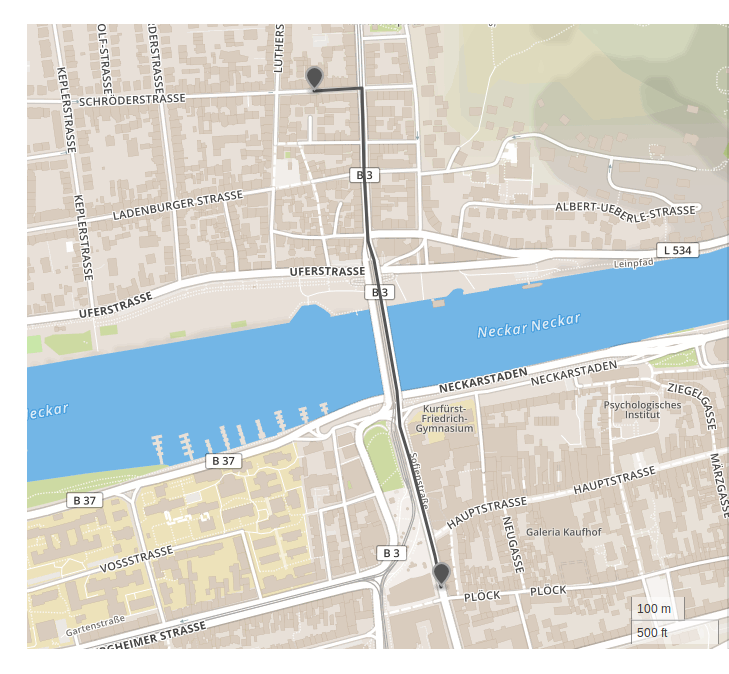 LUTHERS
OLF-STRASSE
DERSTRASSE
KEPLERSTRASSE
SCHRÖDERSTRASSE
B 3
LADENBURGER STRASSE
KEPLERSTRASSE
ALBERT-UEBERLE-STRASSE
L 534
Leinpfad
UFERSTRASSE
B 3
UFERSTRASSE
Neckar Neckar
NECKARSTADEN
NECKARSTADEN
ZIEGELGASSE
Neckar
Kurfürst-
Friedrich-
Gymnasium
Psychologisches
Institut
B 37
Sofienstraße
MÄRZGASSE
HAUPTSTRASSE
B 37
HAUPTSTRASSE
NEUGASSE
Galeria Kaufhof
B 3
VOSSSTRASSE
PLÖCK
PLÖCK
100 m
Gartenstraße
RGHEIMER STRASSE
500 ft